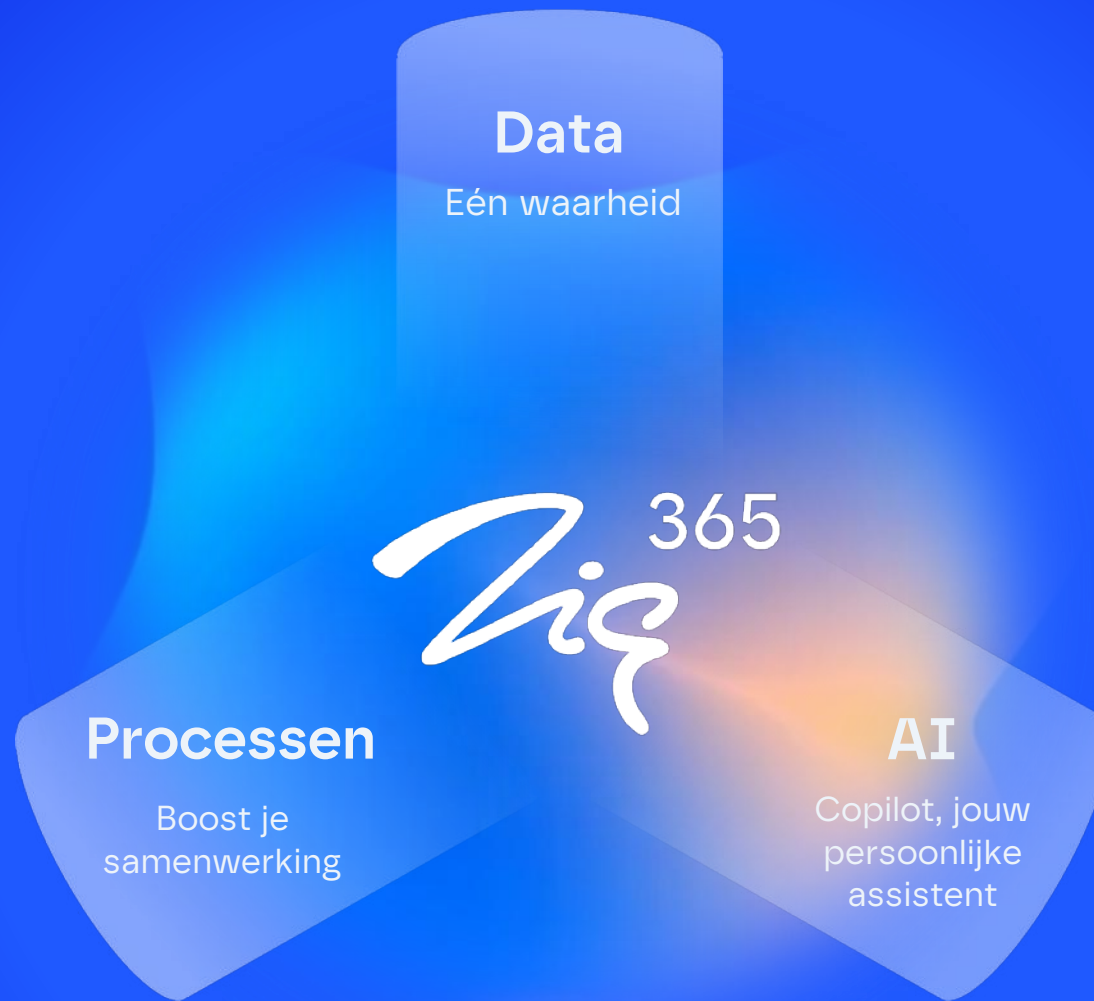 Data
Eén waarheid
365
Zig
Processen
Boost je
samenwerking
AI
Copilot, jouw
persoonlijke
assistent